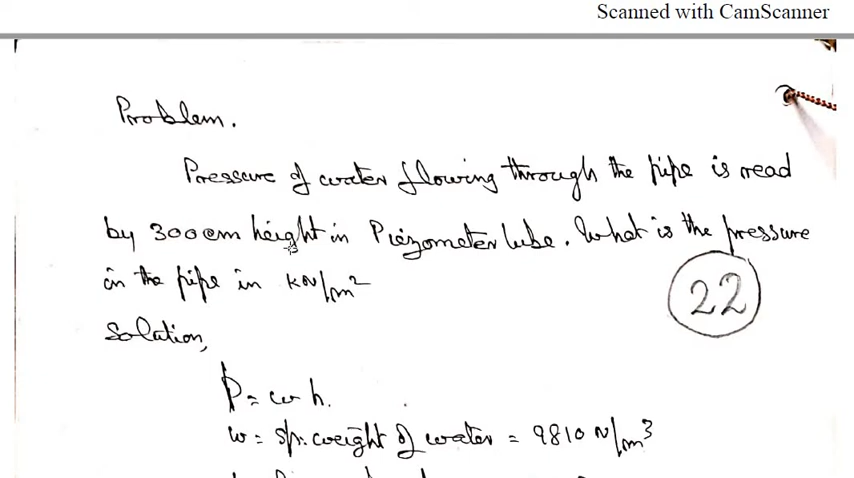 Scanned with CamScanner
Problem.
Pressure of water flowing through the pipe is read
by 300cm height in Piezometer tube. What is the pressure
in the pipe in KN/m²
22
Solution,
P = w h.
w = sp. weight of water = 9810 N/m³